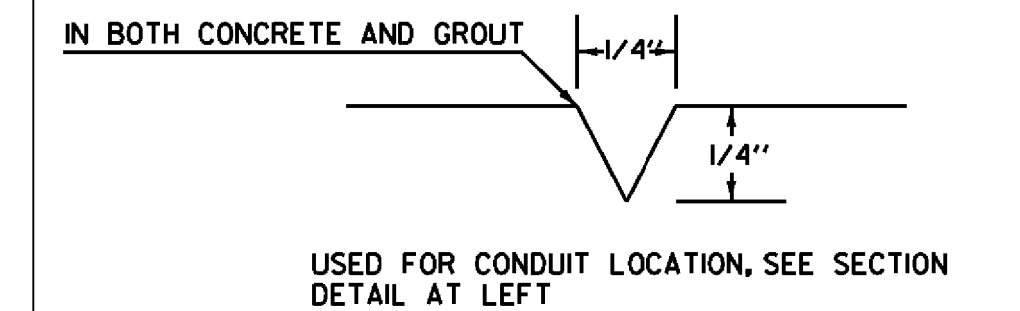 IN BOTH CONCRETE AND GROUT
1/4"
1/4"
USED FOR CONDUIT LOCATION, SEE SECTION
DETAIL AT LEFT